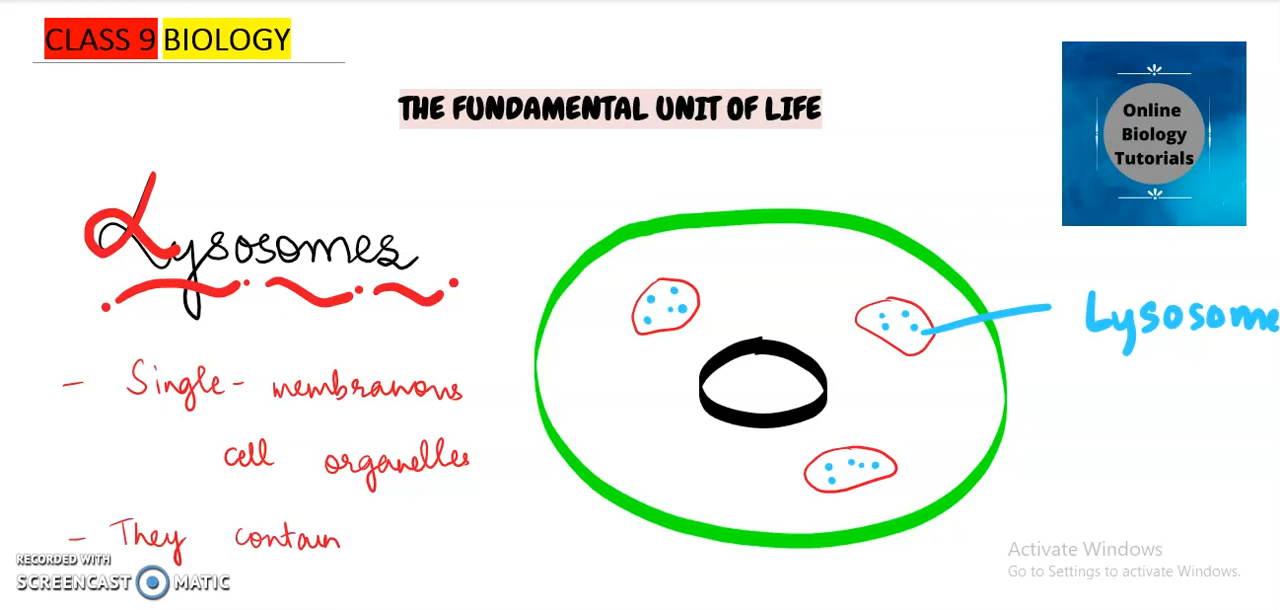 CLASS 9 BIOLOGY
THE FUNDAMENTAL UNIT OF LIFE
Online
Biology
Tutorials
Lysosomes
Lysosome
- Single-membranous
cell organelles
- They contain
RECORDED WITH
SCREENCAST MATIC
Activate Windows
Go to Settings to activate Windows.